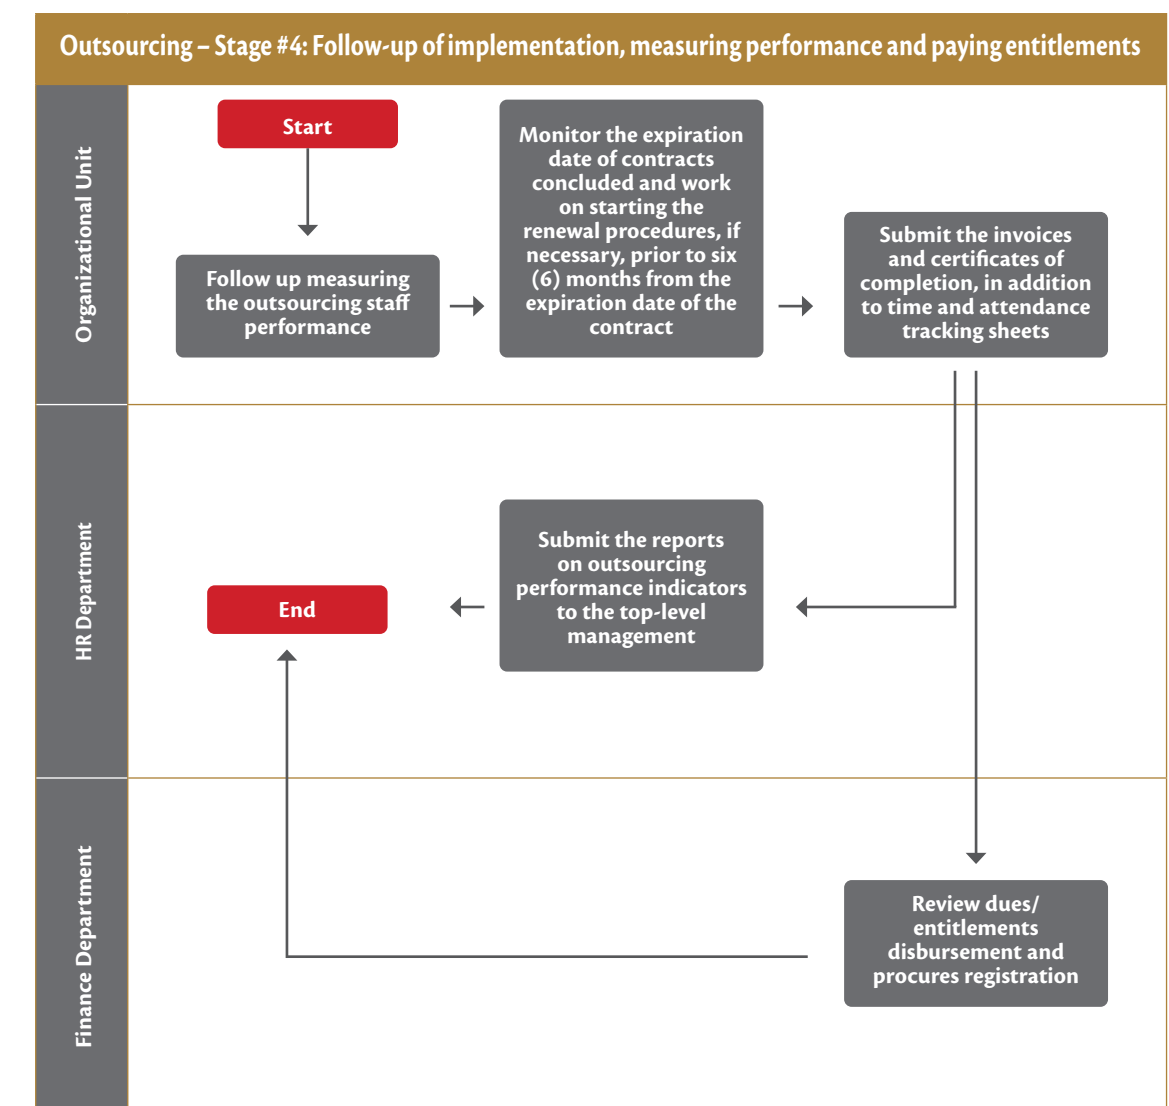 Outsourcing – Stage #4: Follow-up of implementation, measuring performance and paying entitlements
Organizational Unit
Start
Follow up measuring
the outsourcing staff
performance
Monitor the expiration
date of contracts
concluded and work
on starting the
renewal procedures, if
necessary, prior to six
(6) months from the
expiration date of the
contract
Submit the invoices
and certificates of
completion, in addition
to time and attendance
tracking sheets
HR Department
Submit the reports
on outsourcing
performance indicators
to the top-level
management
End
Finance Department
Review dues/
entitlements
disbursement and
procures registration